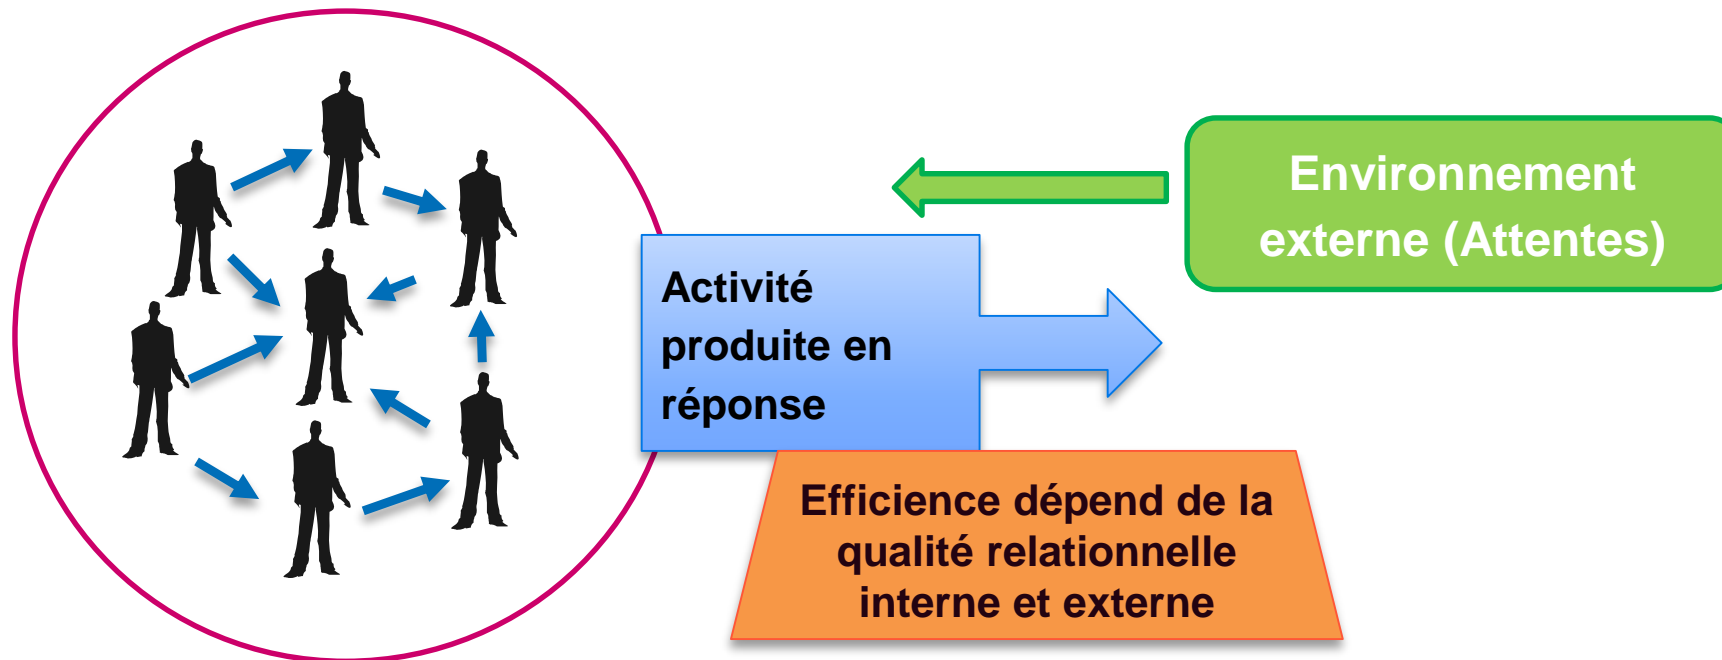 Environnement
externe (Attentes)
Activité
produite en
réponse
Efficience dépend de la
qualité relationnelle
interne et externe